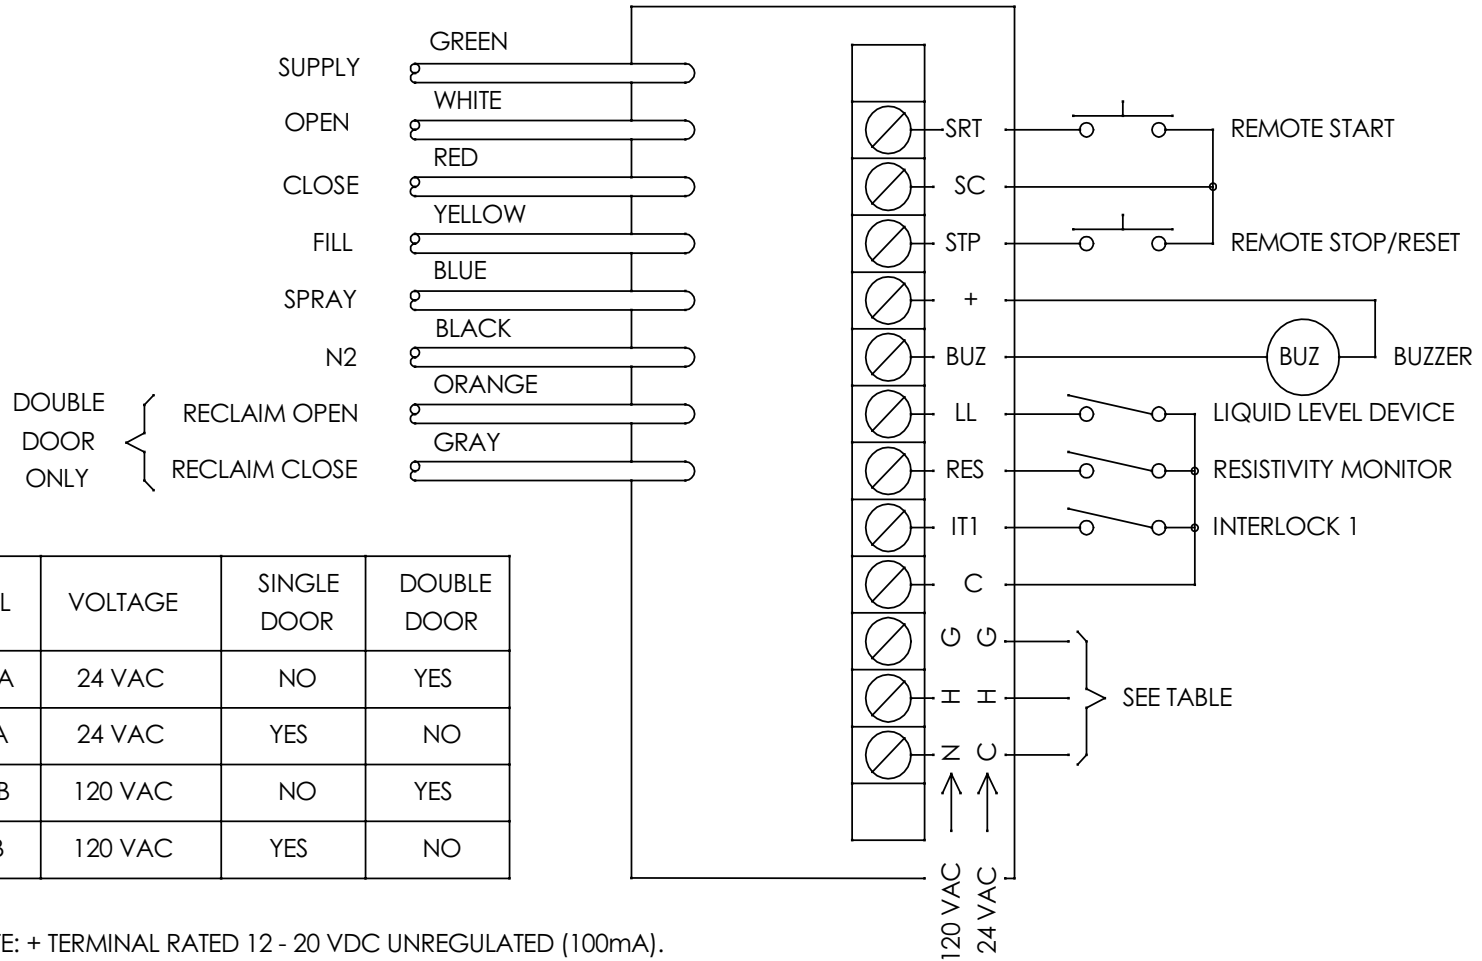 SUPPLY GREEN
OPEN WHITE
CLOSE RED
FILL YELLOW
SPRAY BLUE
N2 BLACK
DOUBLE
DOOR
ONLY
RECLAIM OPEN ORANGE
RECLAIM CLOSE GRAY
SRT REMOTE START
SC
STP REMOTE STOP/RESET
+
BUZ BUZ BUZZER
LL LIQUID LEVEL DEVICE
RES RESISTIVITY MONITOR
IT1 INTERLOCK 1
C
G G
H H SEE TABLE
N C
120 VAC
24 VAC
L VOLTAGE SINGLE DOOR DOUBLE DOOR
A 24 VAC NO YES
A 24 VAC YES NO
B 120 VAC NO YES
B 120 VAC YES NO
E: + TERMINAL RATED 12 - 20 VDC UNREGULATED (100mA).